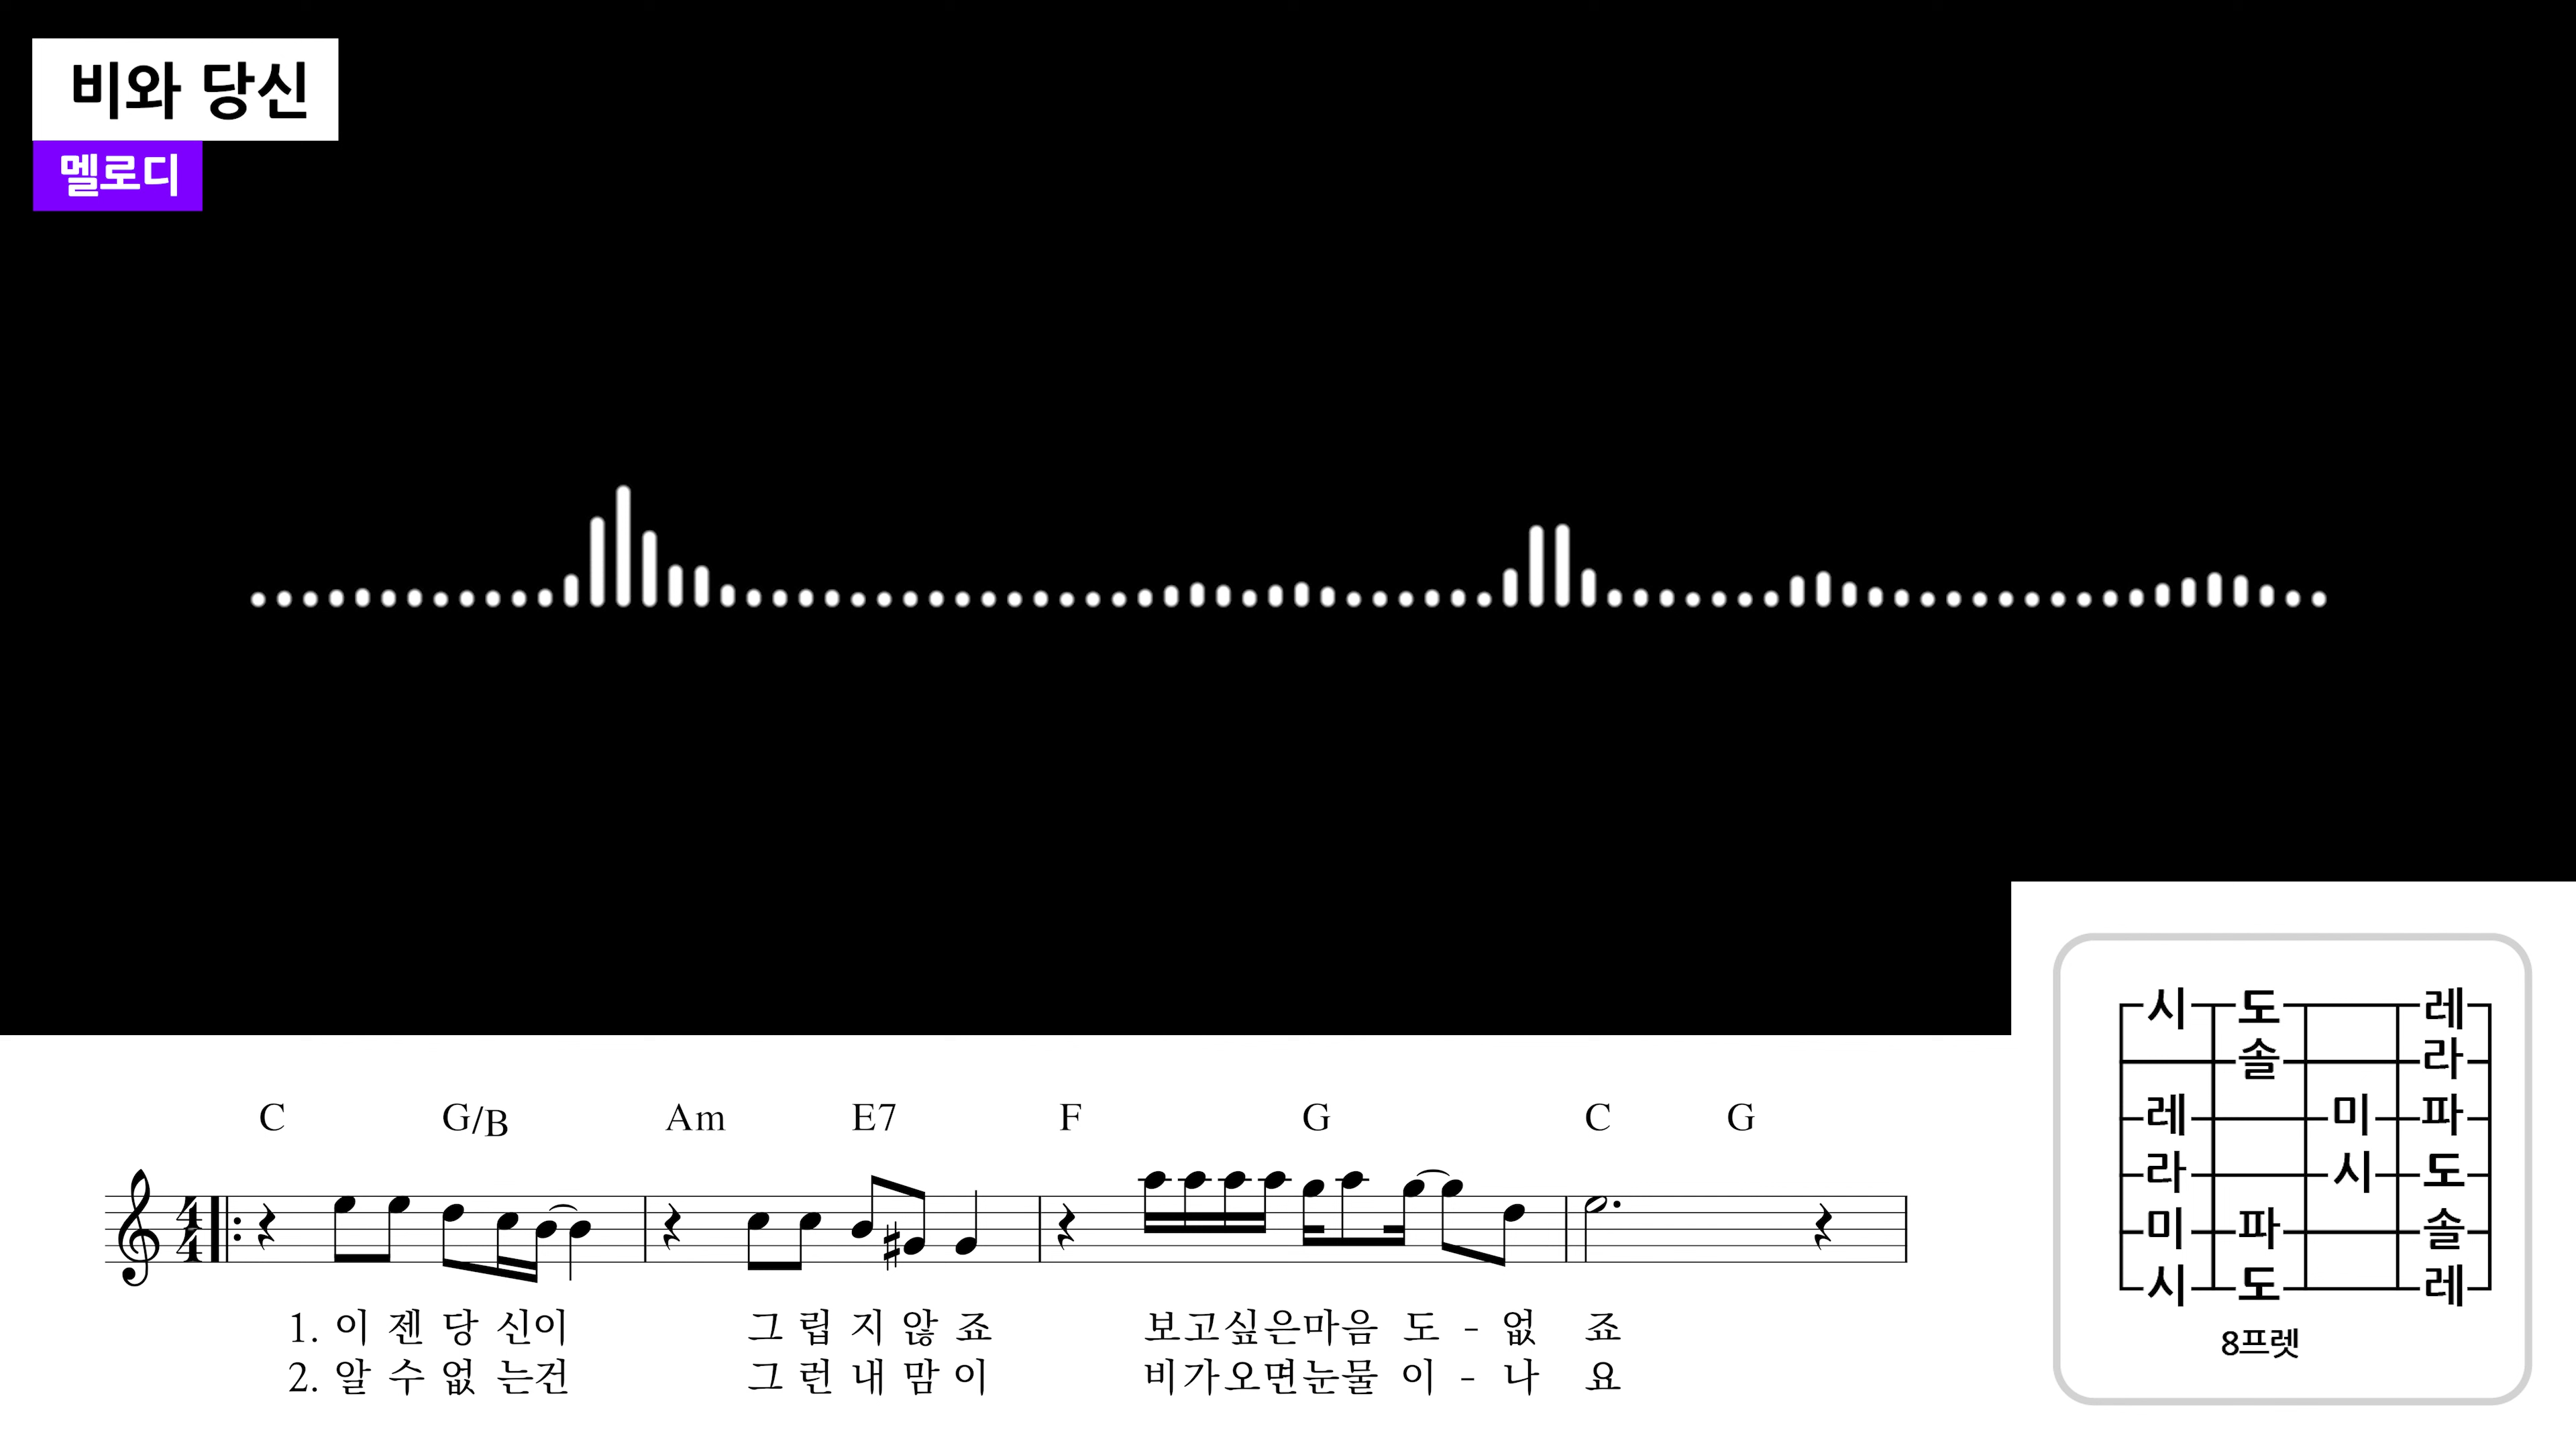 비와 당신
멜로디
C G/B Am E7 F G C G
1. 이 젠 당 신이 그 립 지 않 죠 보고싶은마음 도 - 없 죠
2. 알 수 없 는건 그 런 내 맘 이 비가오면눈물 이 - 나 요
시 도 레
솔 라
레 미 파
라 시 도
미 파 솔
시 도 레
8프렛